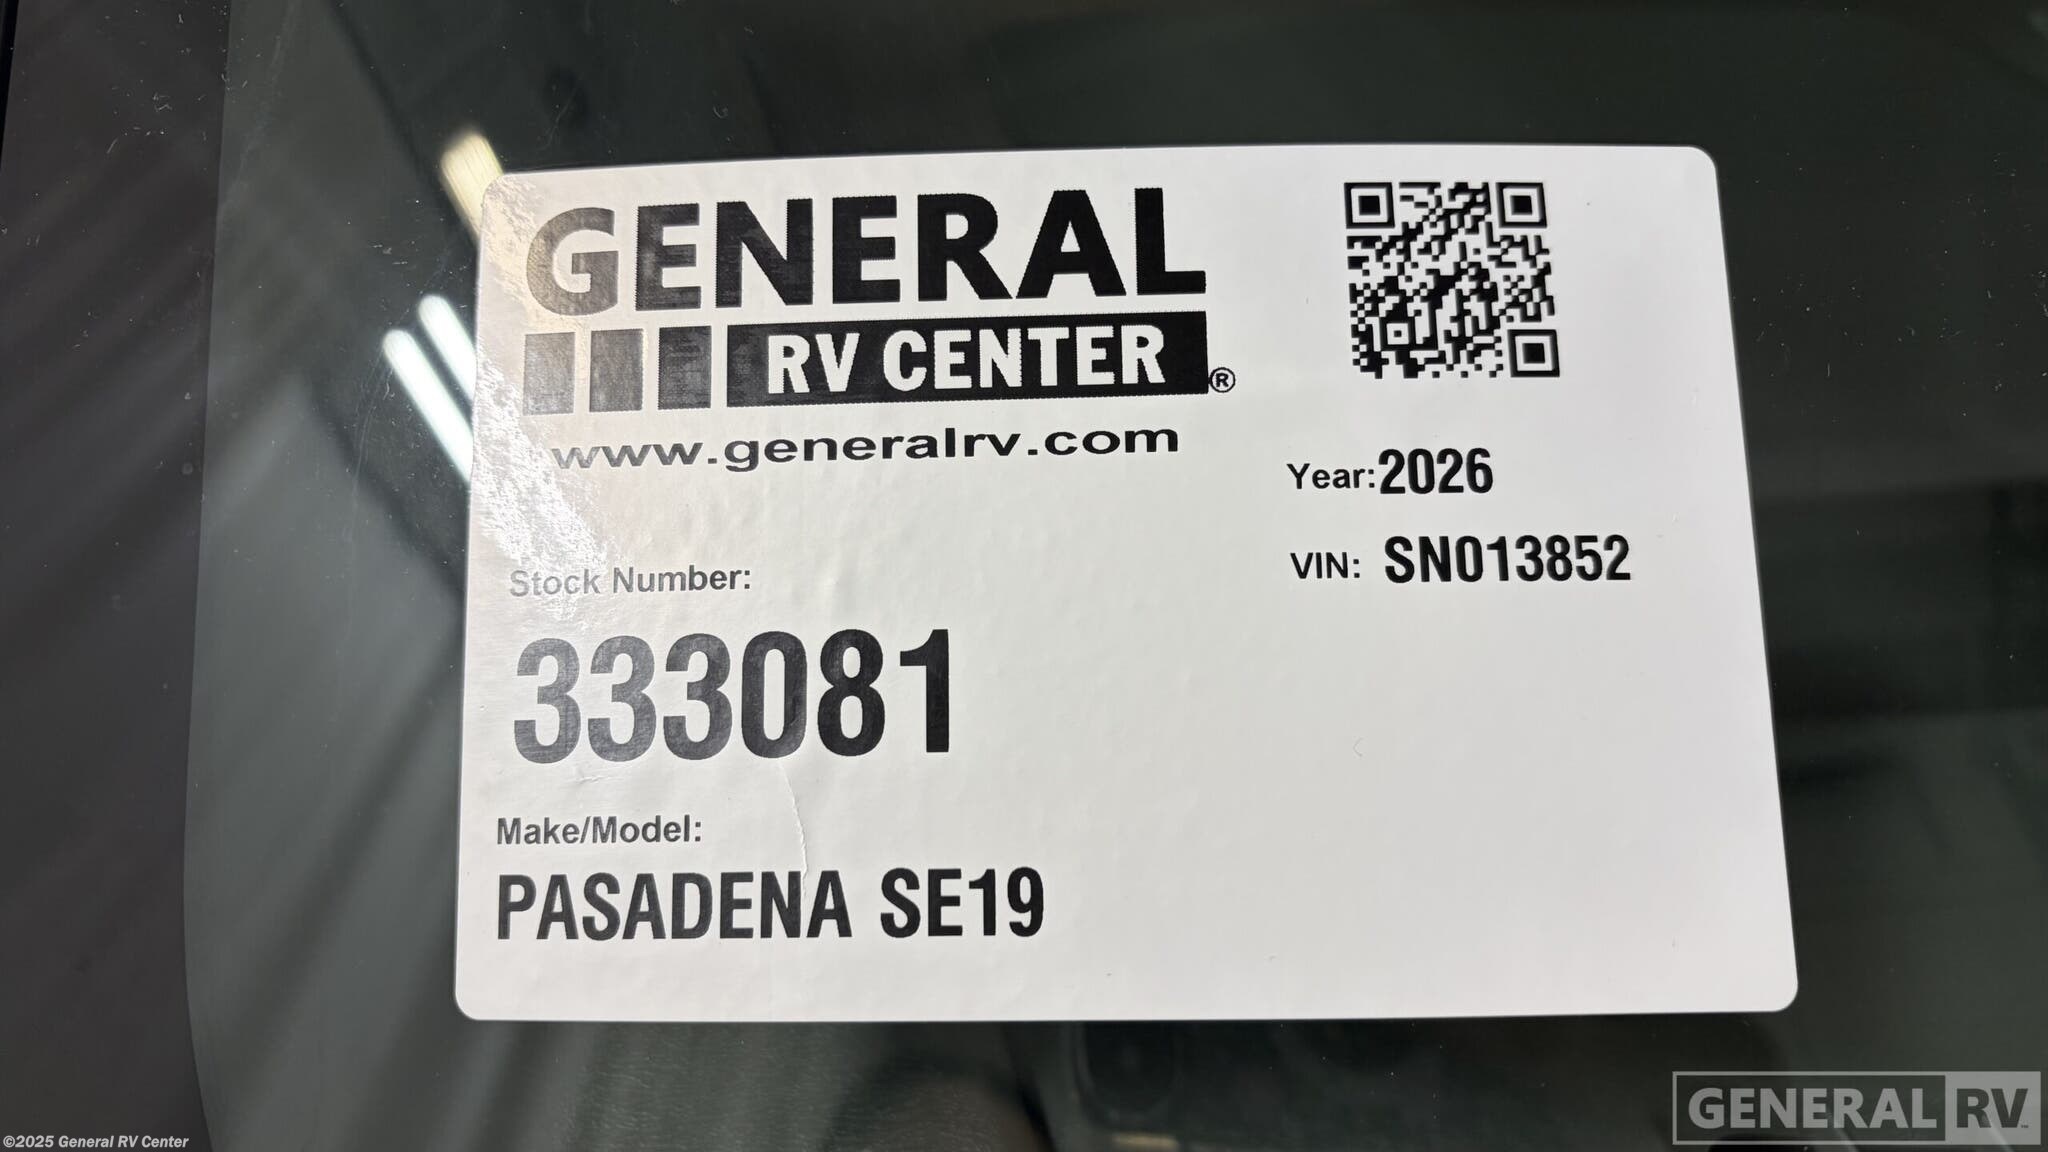 GENERAL
RV CENTER®
www.generalrv.com
Year: 2026
VIN: SN013852
Stock Number:
333081
Make/Model:
PASADENA SE19
©2025 General RV Center
GENERAL RV™